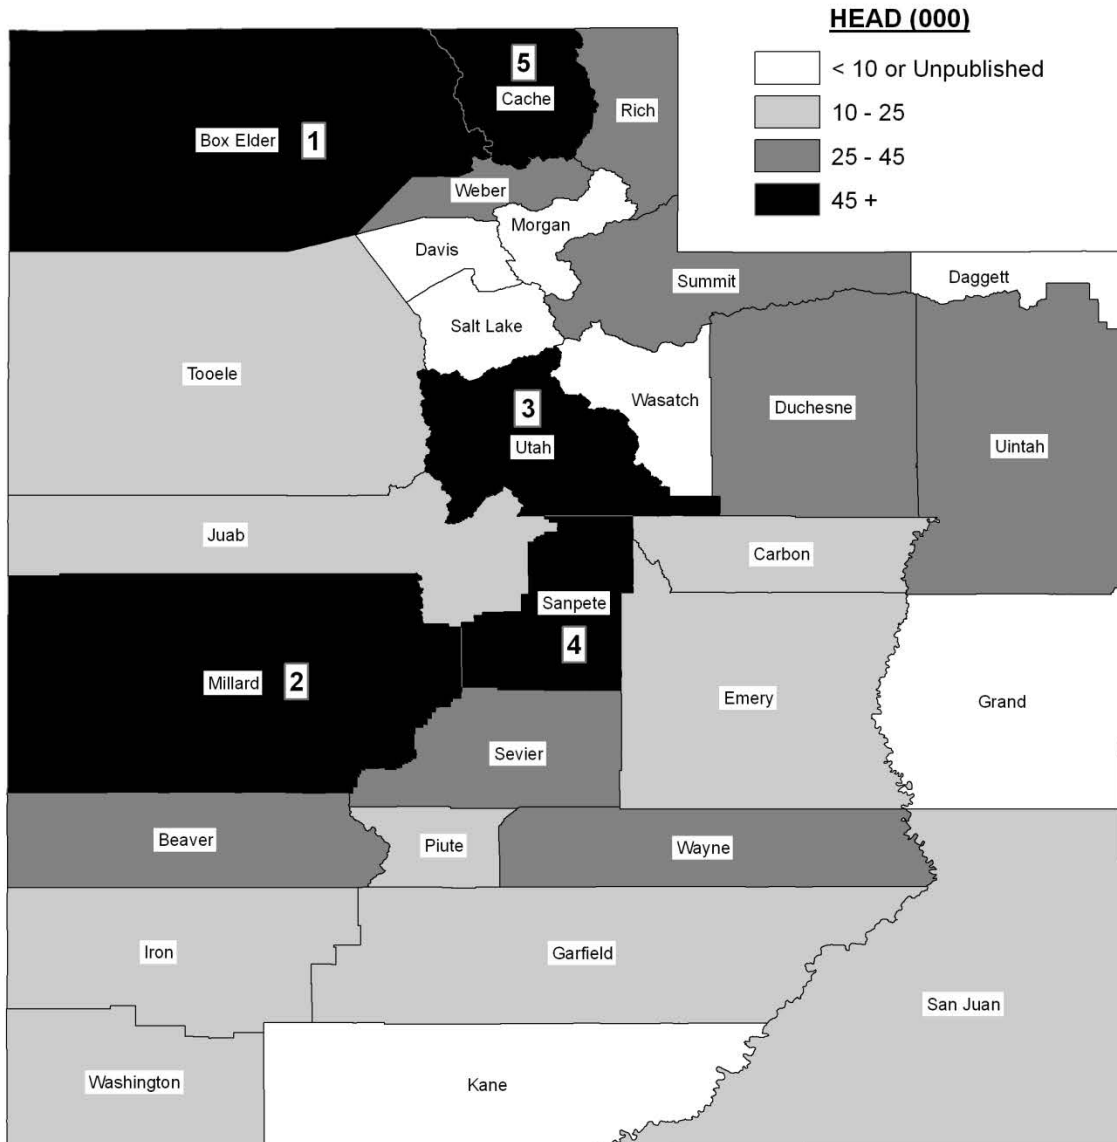 HEAD (000)
< 10 or Unpublished
10 - 25
25 - 45
45 +
5
Cache
Rich
Box Elder
1
Weber
Morgan
Davis
Summit
Daggett
Salt Lake
Tooele
3
Utah
Wasatch
Duchesne
Uintah
Juab
Carbon
Sanpete
4
Millard
2
Emery
Grand
Sevier
Beaver
Piute
Wayne
Iron
Garfield
San Juan
Washington
Kane